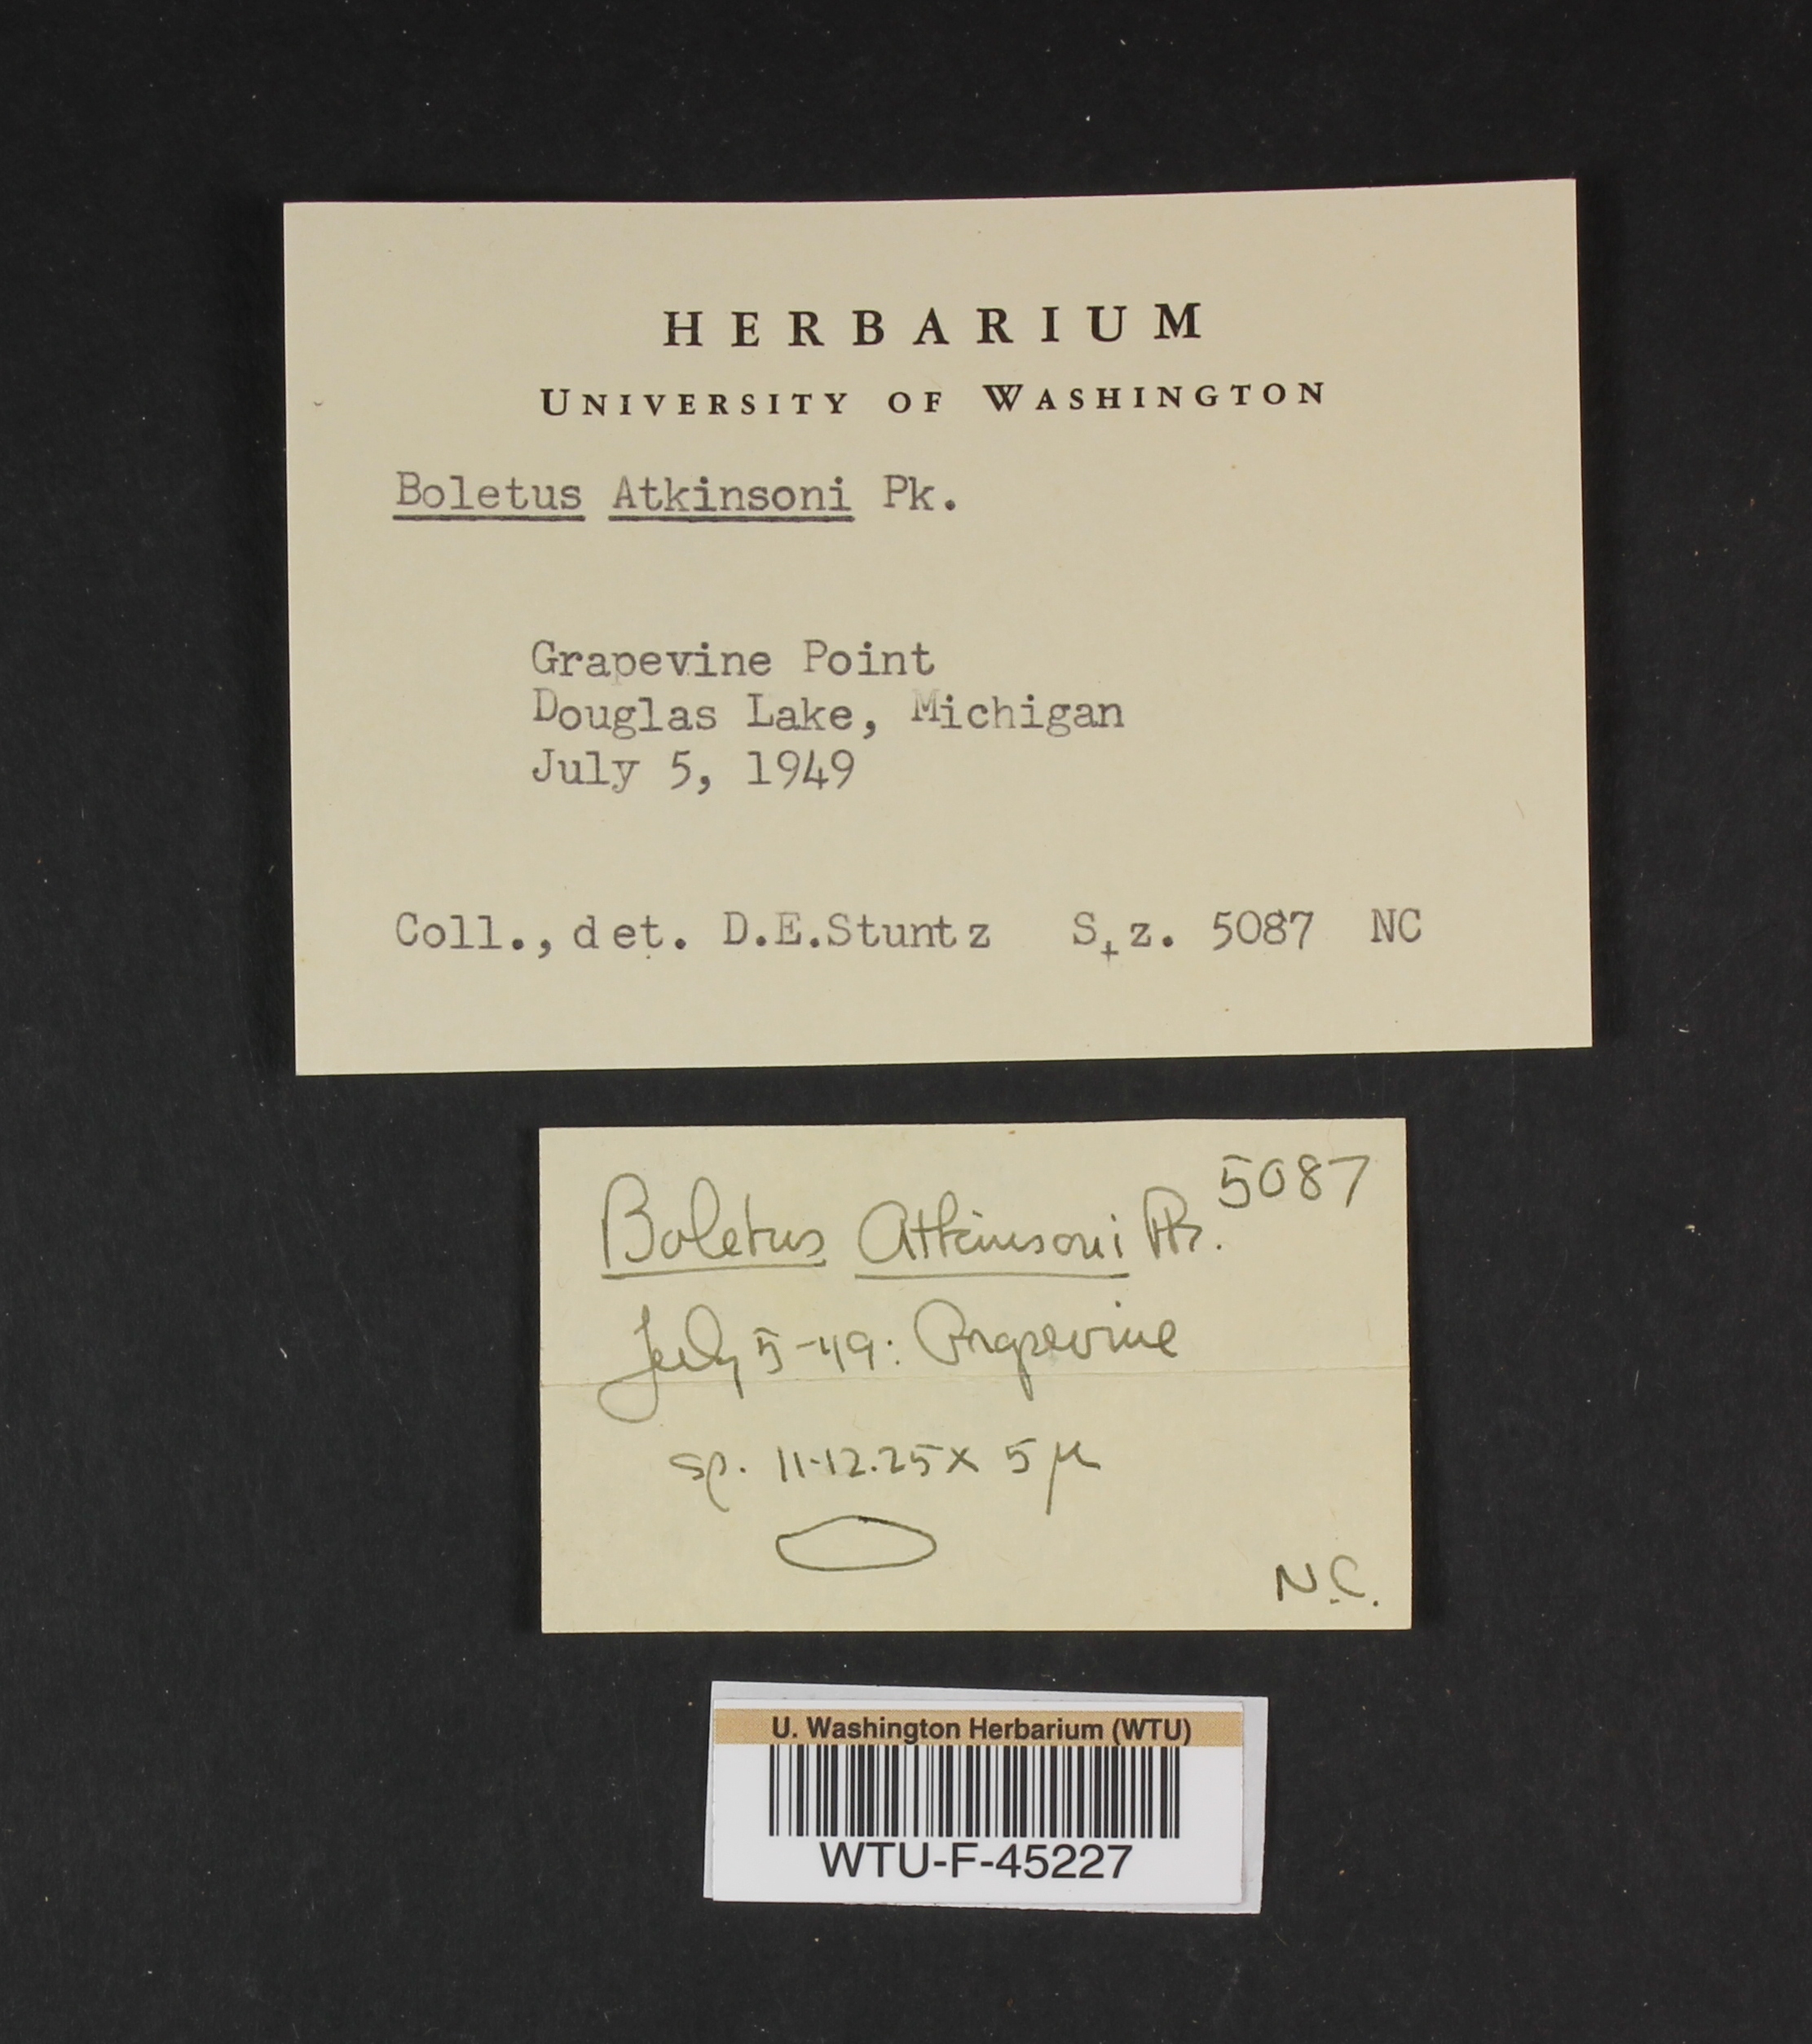 HERBARIUM
UNIVERSITY OF WASHINGTON
Boletus Atkinsoni Pk.
Grapevine Point
Douglas Lake, Michigan
July 5, 1949
Coll., det. D.E.Stuntz Stz. 5087 NC
5087
Boletus Atkinsoni Pk.
July 5-49: Grapevine
sp. 11-12.25 x 5 µ
N.C.
U. Washington Herbarium (WTU)
WTU-F-45227